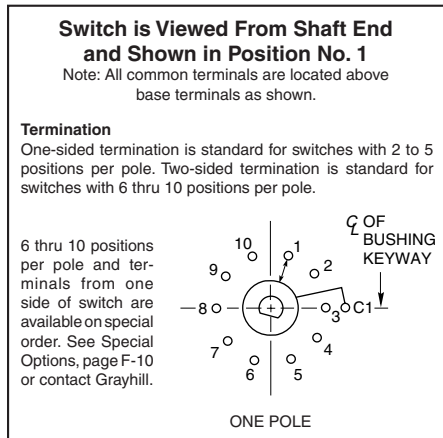 Switch is Viewed From Shaft End
and Shown in Position No. 1
Note: All common terminals are located above
base terminals as shown.
Termination
One-sided termination is standard for switches with 2 to 5
positions per pole. Two-sided termination is standard for
switches with 6 thru 10 positions per pole.
6 thru 10 positions
per pole and ter-
minals from one
side of switch are
available on special
order. See Special
Options, page F-10
or contact Grayhill.
℄ OF
BUSHING
KEYWAY
10
1
9
2
8
3
C1
7
4
6
5
ONE POLE